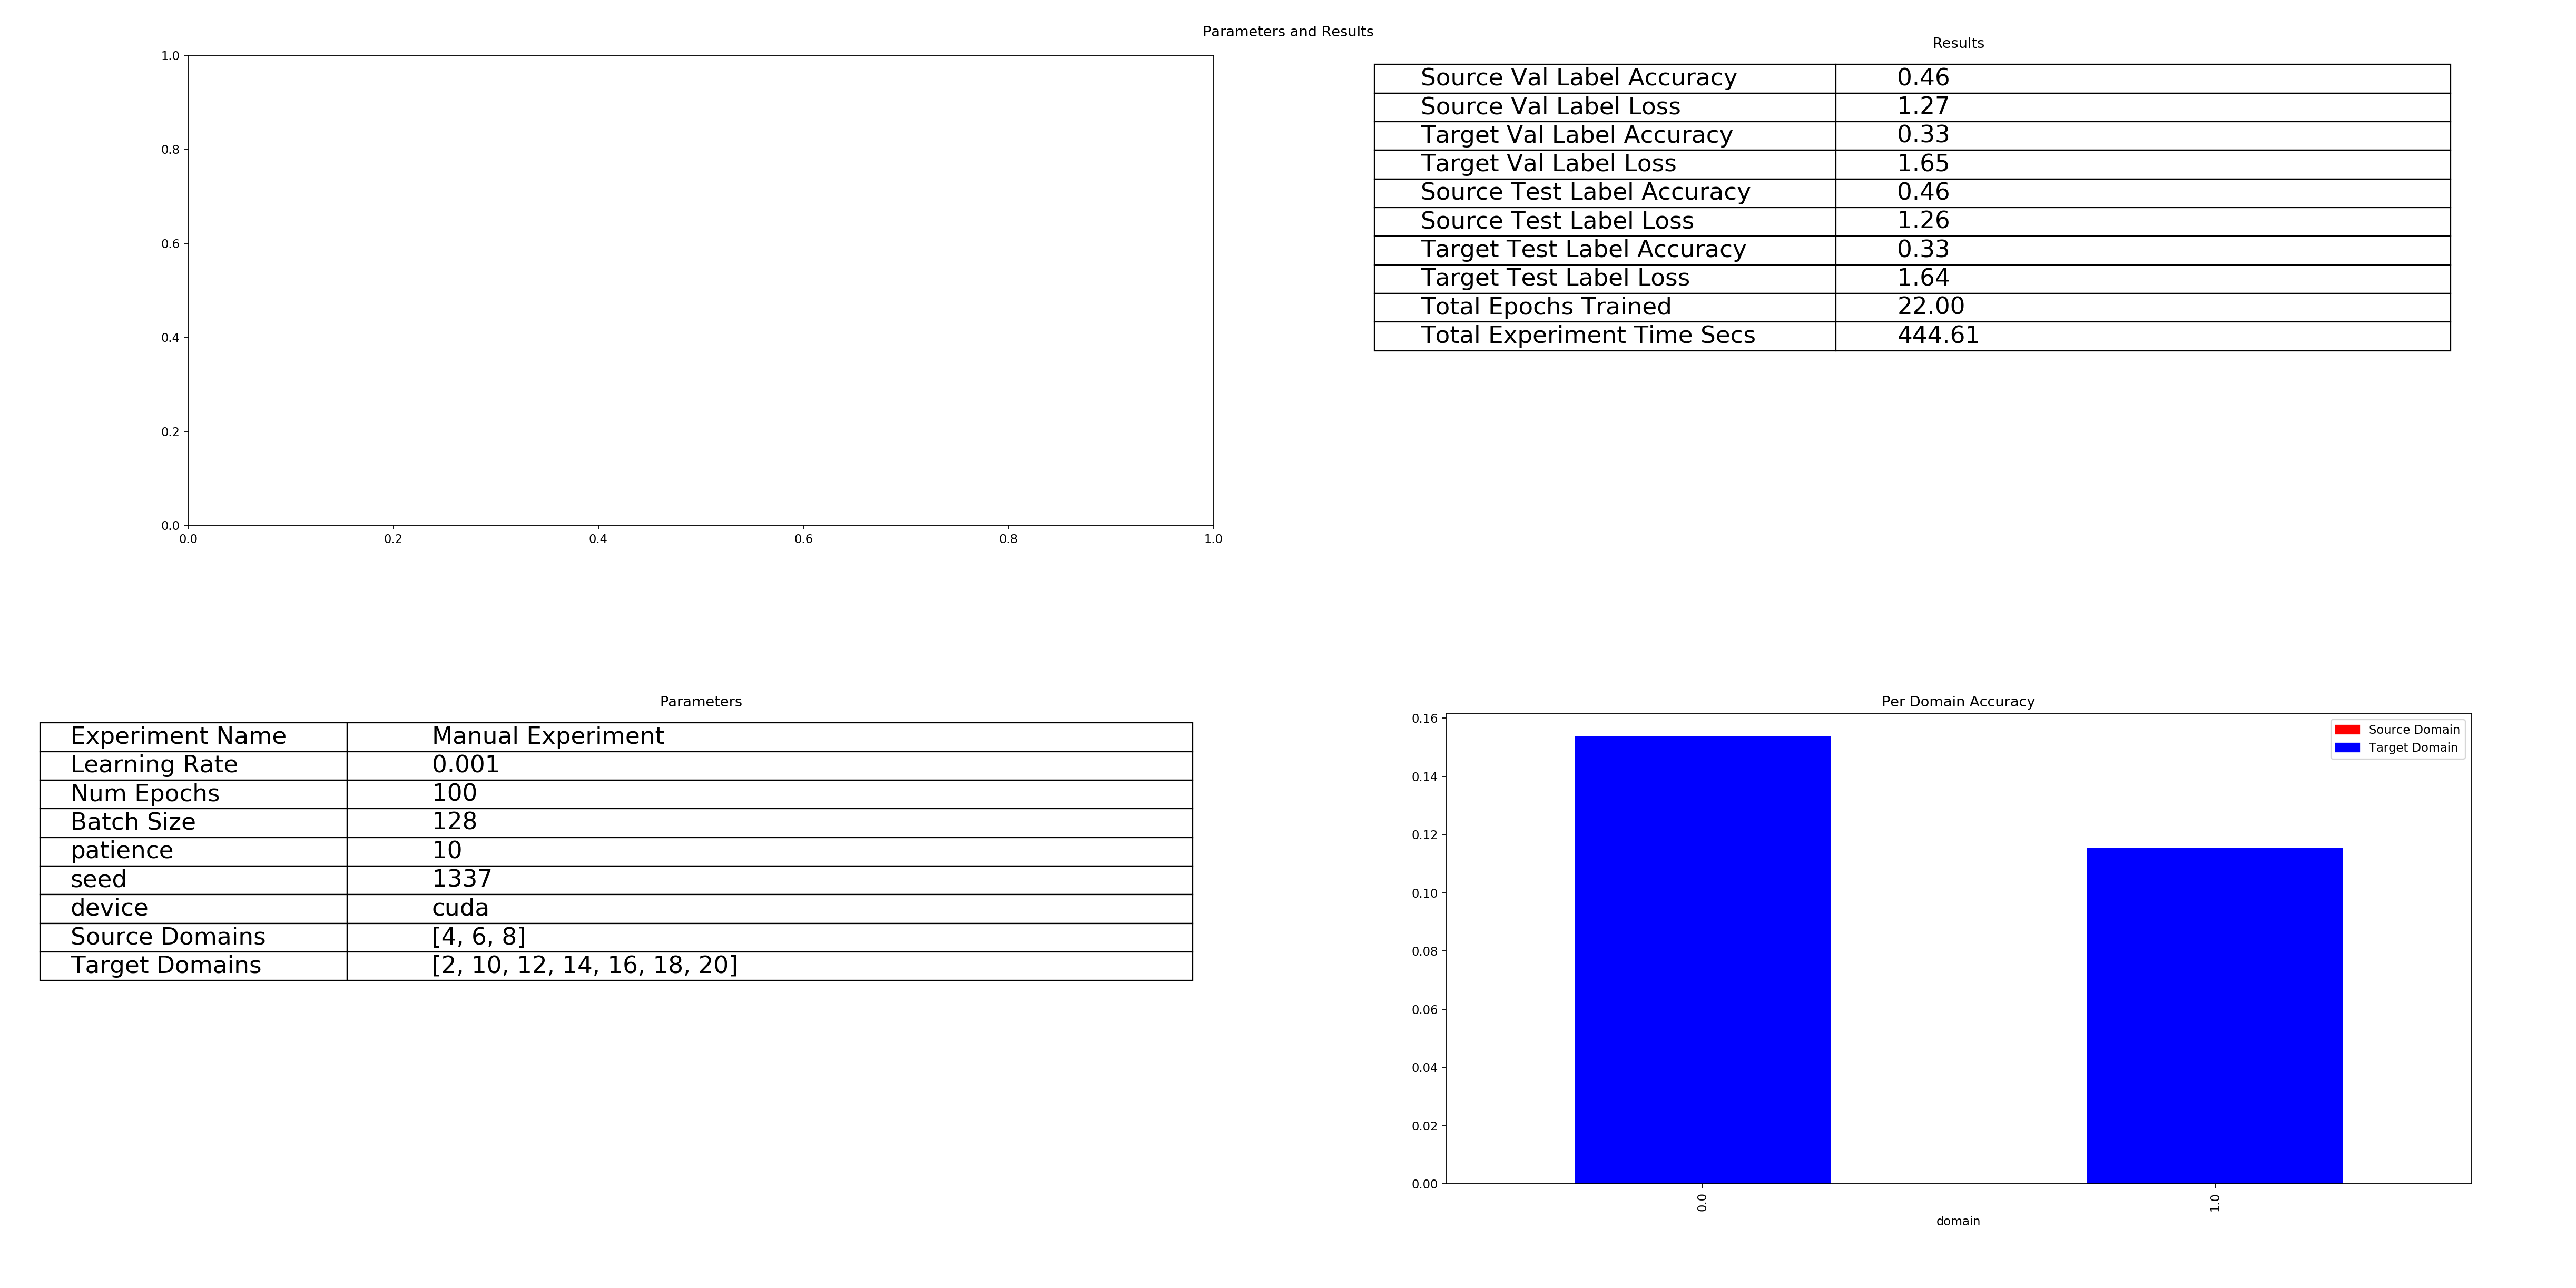 Parameters and Results
1.0
0.8
0.6
0.4
0.2
0.0
0.0 0.2 0.4 0.6 0.8 1.0
Results
Source Val Label Accuracy 0.46
Source Val Label Loss 1.27
Target Val Label Accuracy 0.33
Target Val Label Loss 1.65
Source Test Label Accuracy 0.46
Source Test Label Loss 1.26
Target Test Label Accuracy 0.33
Target Test Label Loss 1.64
Total Epochs Trained 22.00
Total Experiment Time Secs 444.61
Parameters
Experiment Name Manual Experiment
Learning Rate 0.001
Num Epochs 100
Batch Size 128
patience 10
seed 1337
device cuda
Source Domains [4, 6, 8]
Target Domains [2, 10, 12, 14, 16, 18, 20]
Per Domain Accuracy
0.16
0.14
0.12
0.10
0.08
0.06
0.04
0.02
0.00
Source Domain
Target Domain
0.0 1.0
domain